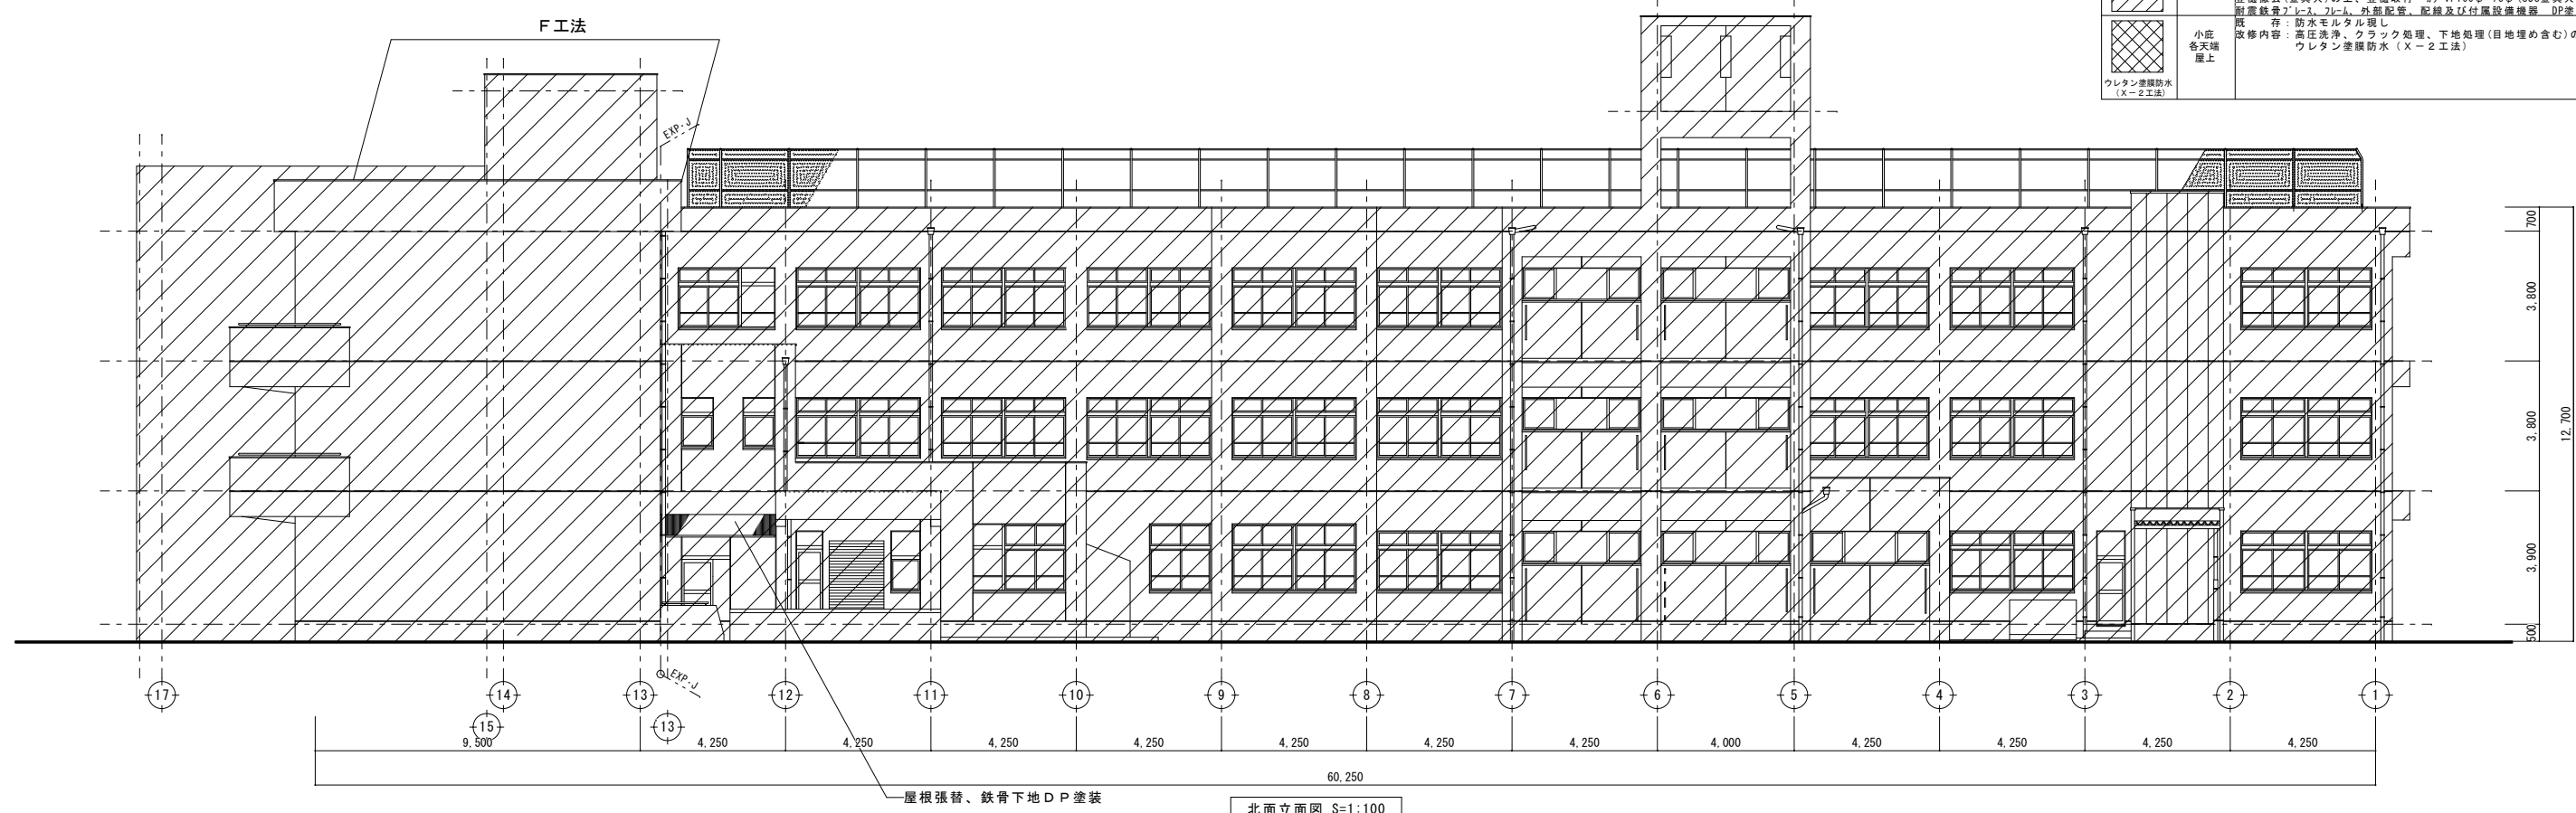 耐震鉄骨ﾌﾞﾚｰｽ、ﾌﾚｰﾑ、外部配管、配線及び付属設備機器 DP塗
既 存：防水モルタル現し
改修内容：高圧洗浄、クラック処理、下地処理(目地埋め含む)の
ウレタン塗膜防水（Ｘ－２工法）
小庇
各天端
屋上
ウレタン塗膜防水
（Ｘ－２工法）
Ｆ工法
EXP・J
700
3,800
3,800
3,900
500
12,700
EXP・J
17
14
13
12
11
10
9
8
7
6
5
4
3
2
1
15
13
9,500
4,250
4,250
4,250
4,250
4,250
4,250
4,250
4,000
4,250
4,250
4,250
4,250
60,250
屋根張替、鉄骨下地ＤＰ塗装
北面立面図 S=1:100